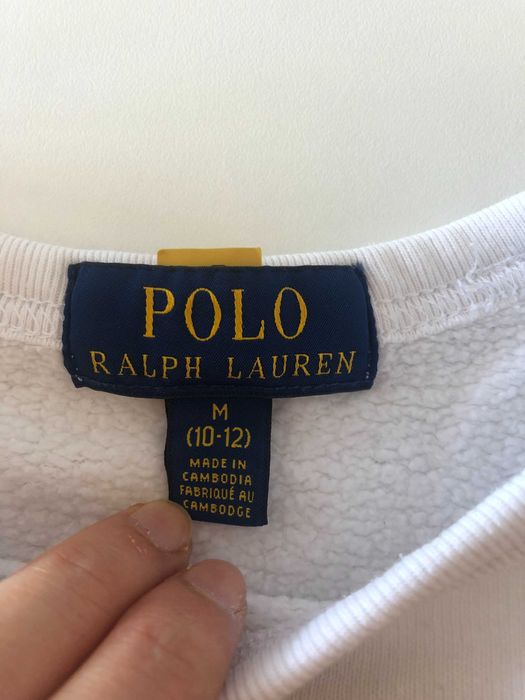 POLO
RALPH LAUREN
M
(10-12)
MADE IN
CAMBODIA
FABRIQUÉ AU
CAMBODGE